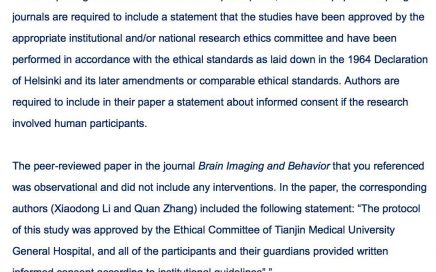 journals are required to include a statement that the studies have been approved by the
appropriate institutional and/or national research ethics committee and have been
performed in accordance with the ethical standards as laid down in the 1964 Declaration
of Helsinki and its later amendments or comparable ethical standards. Authors are
required to include in their paper a statement about informed consent if the research
involved human participants.
The peer-reviewed paper in the journal Brain Imaging and Behavior that you referenced
was observational and did not include any interventions. In the paper, the corresponding
authors (Xiaodong Li and Quan Zhang) included the following statement: “The protocol
of this study was approved by the Ethical Committee of Tianjin Medical University
General Hospital, and all of the participants and their guardians provided written
informed consent according to institutional guidelines”.”